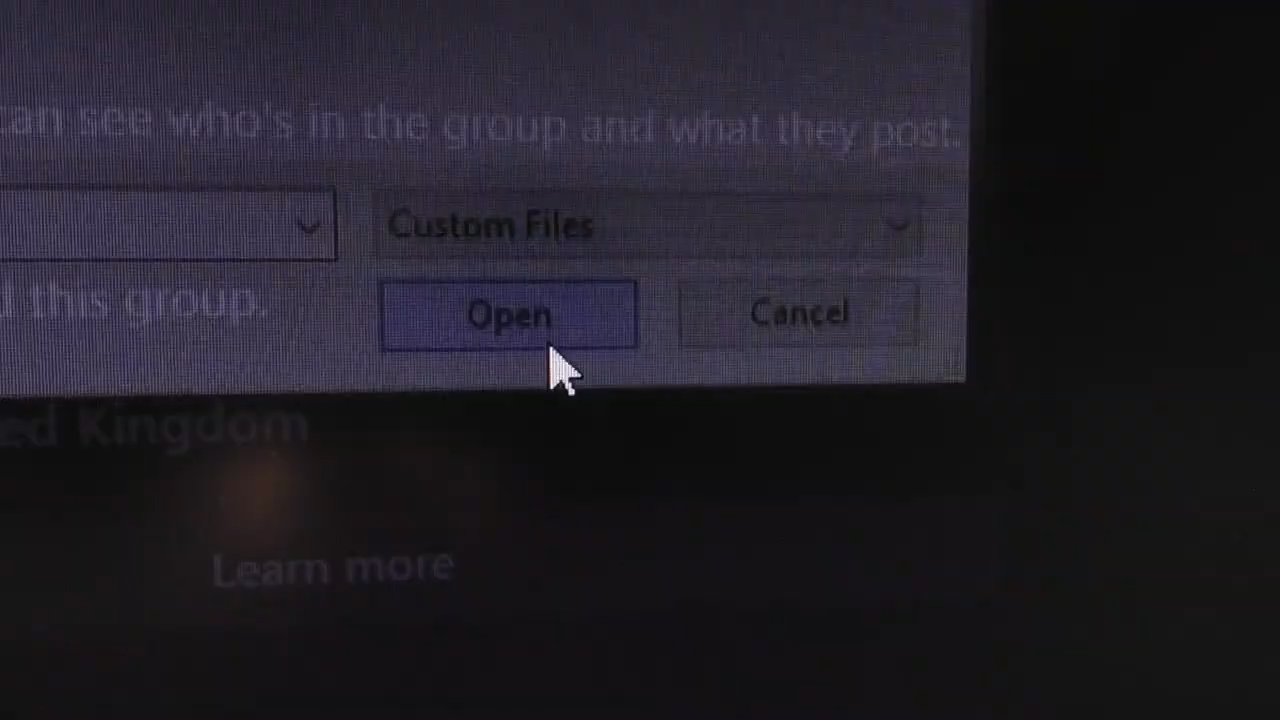 can see who's in the group and what they post.
Custom Files
d this group.
Open
Cancel
ed Kingdom
Learn more